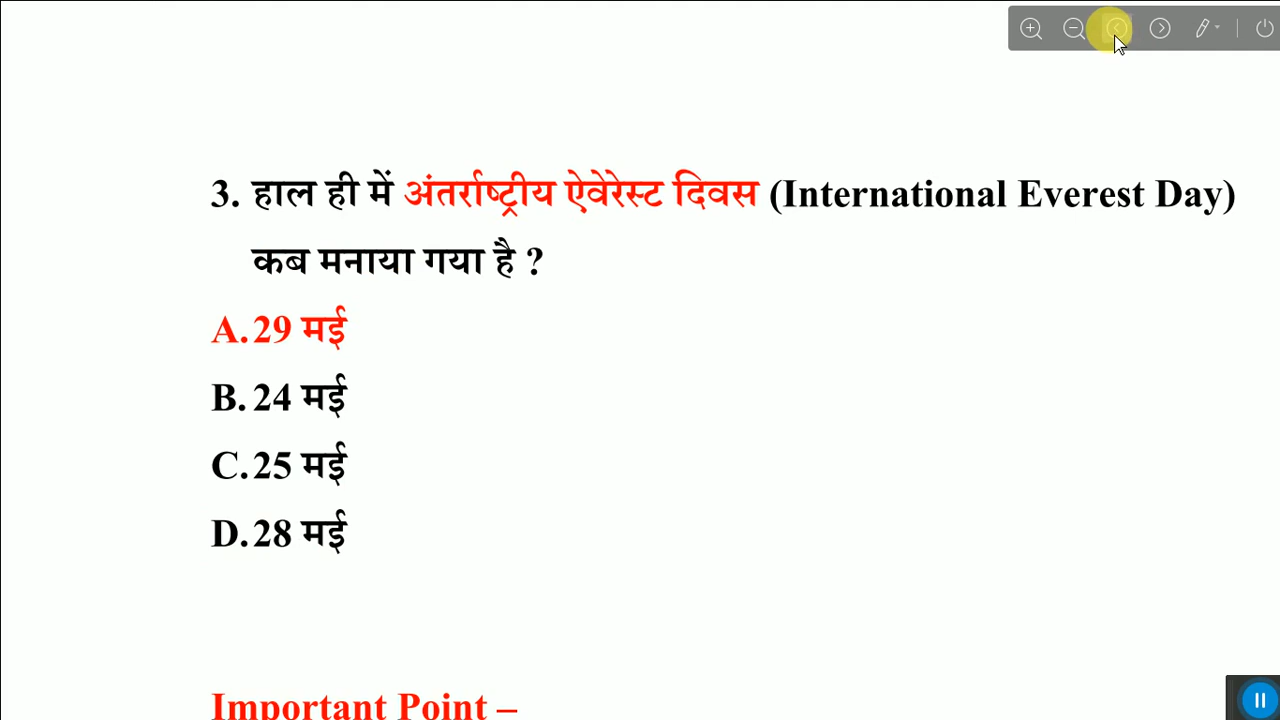 3. हाल ही में अंतर्राष्ट्रीय ऐवेरेस्ट दिवस (International Everest Day)
कब मनाया गया है ?
A. 29 मई
B. 24 मई
C. 25 मई
D. 28 मई
Important Point –